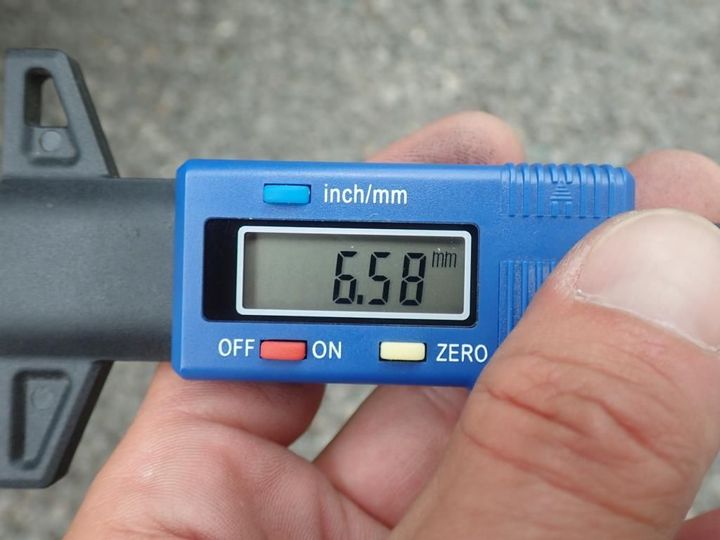 inch/mm
6.58 mm
OFF ON ZERO